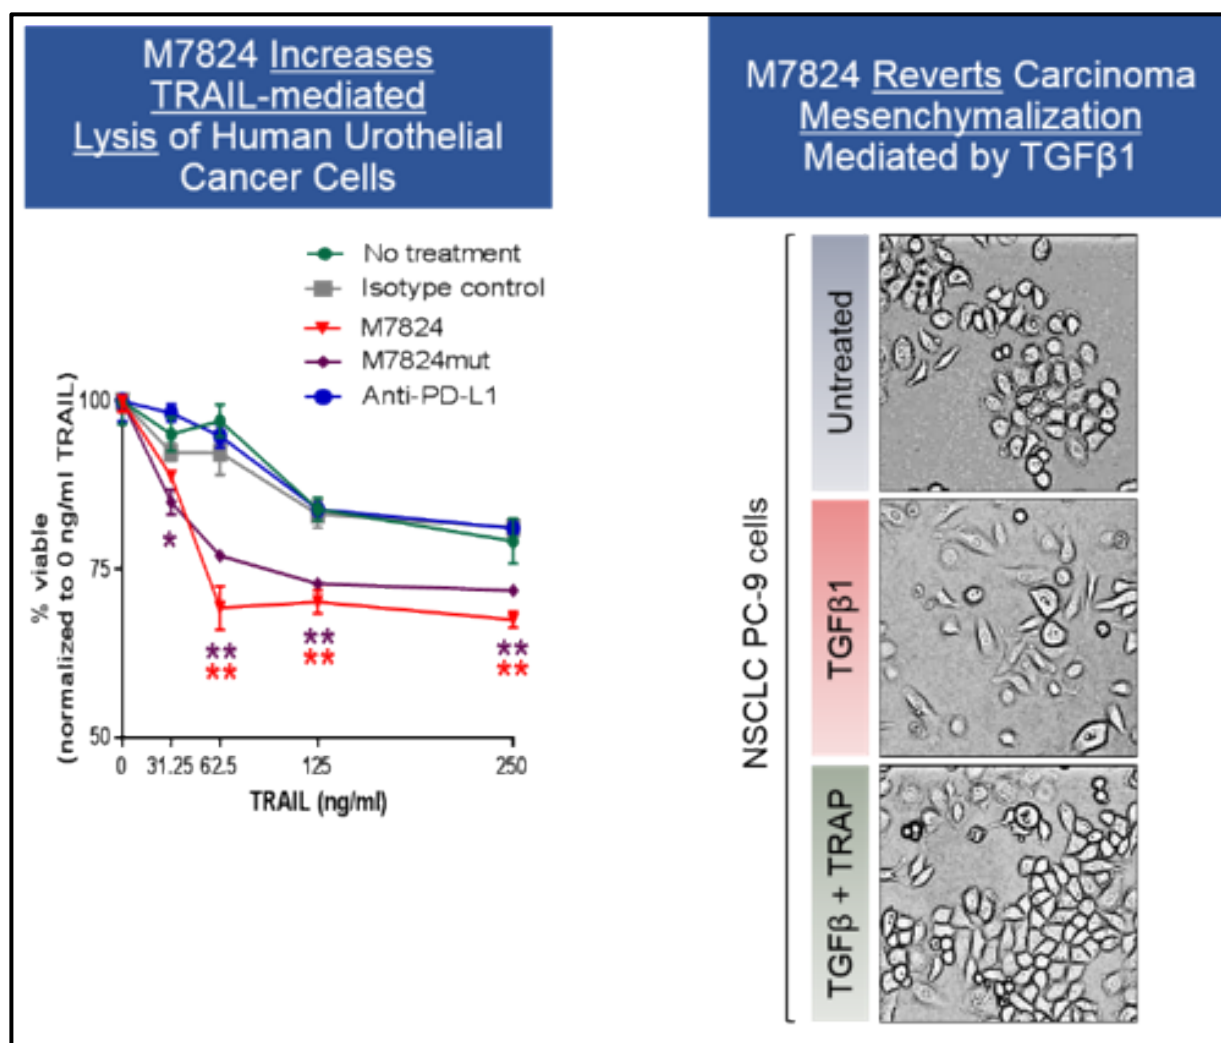 M7824 Increases
TRAIL-mediated
Lysis of Human Urothelial
Cancer Cells
No treatment
Isotype control
M7824
M7824mut
Anti-PD-L1
% viable
(normalized to 0 ng/ml TRAIL)
100
75
50
*
**
**
**
**
**
**
0 31.25 62.5 125 250
TRAIL (ng/ml)
M7824 Reverts Carcinoma
Mesenchymalization
Mediated by TGFβ1
NSCLC PC-9 cells
Untreated
TGFβ1
TGFβ + TRAP